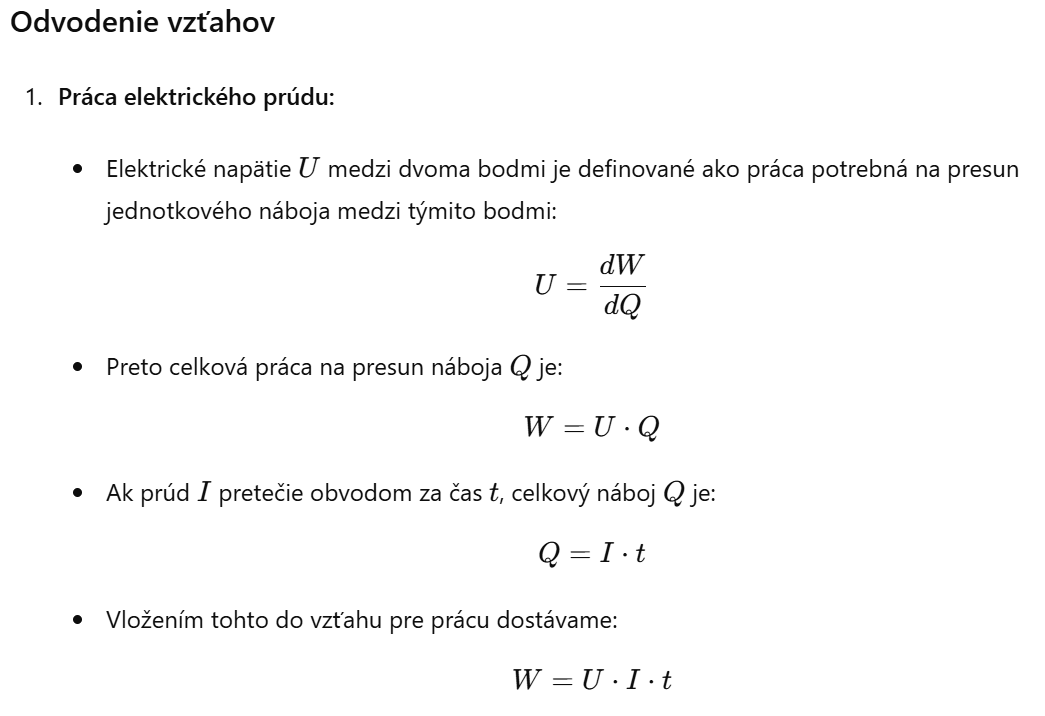 Odvodenie vzťahov
1. Práca elektrického prúdu:
• Elektrické napätie U medzi dvoma bodmi je definované ako práca potrebná na presun
jednotkového náboja medzi týmito bodmi:
U = dW/dQ
• Preto celková práca na presun náboja Q je:
W = U · Q
• Ak prúd I pretečie obvodom za čas t, celkový náboj Q je:
Q = I · t
• Vložením tohto do vzťahu pre prácu dostávame:
W = U · I · t